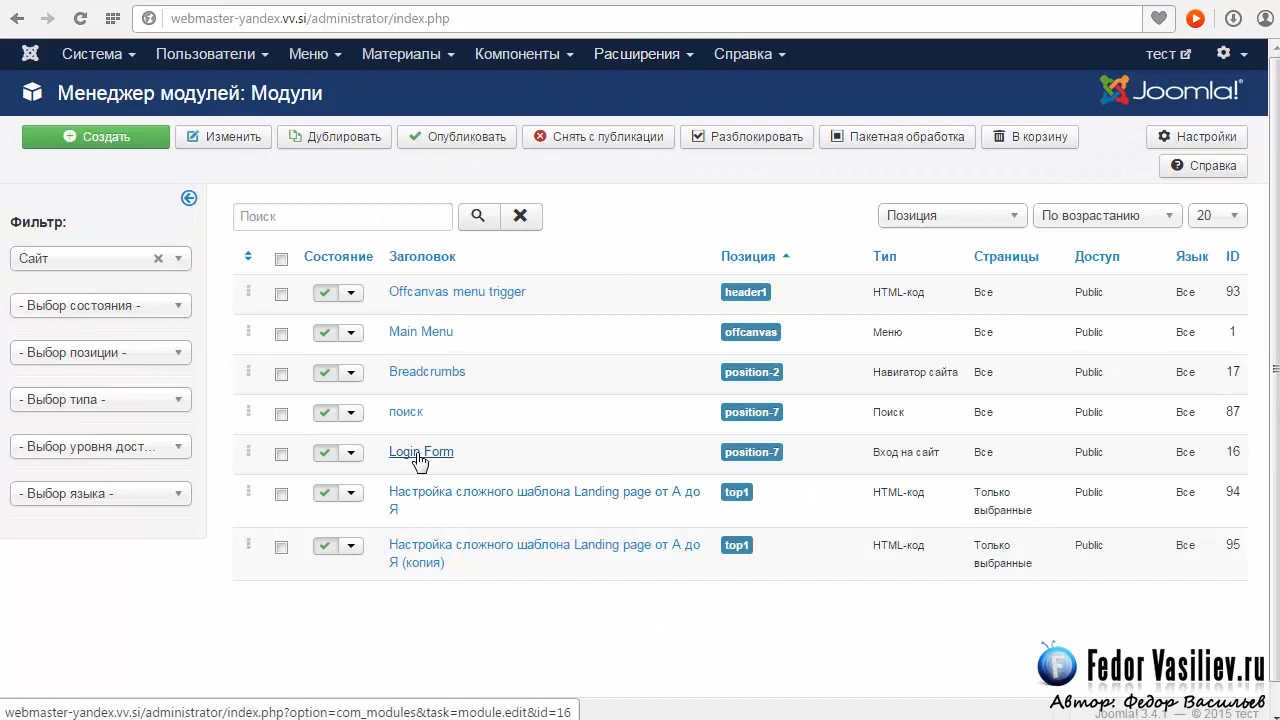 webmaster-yandex.vv.si/administrator/index.php
Система Пользователи Меню Материалы Компоненты Расширения Справка тест
Менеджер модулей: Модули Joomla!
Создать Изменить Дублировать Опубликовать Снять с публикации Разблокировать Пакетная обработка В корзину Настройки
Справка
Фильтр:
Сайт
- Выбор состояния -
- Выбор позиции -
- Выбор типа -
- Выбор уровня дост...
- Выбор языка -
Поиск Позиция По возрастанию 20
Состояние Заголовок Позиция Тип Страницы Доступ Язык ID
Offcanvas menu trigger header1 HTML-код Все Public Все 93
Main Menu offcanvas Меню Все Public Все 1
Breadcrumbs position-2 Навигатор сайта Все Public Все 17
поиск position-7 Поиск Все Public Все 87
Login Form position-7 Вход на сайт Все Public Все 16
Настройка сложного шаблона Landing page от А до top1 HTML-код Только Public Все 94
Я выбранные
Настройка сложного шаблона Landing page от А до top1 HTML-код Только Public Все 95
Я (копия) выбранные
Fedor Vasiliev.ru
Автор: Федор Васильев
webmaster-yandex.vv.si/administrator/index.php?option=com_modules&task=module.edit&id=16
Joomla! 3.4.1 — © 2015 тест